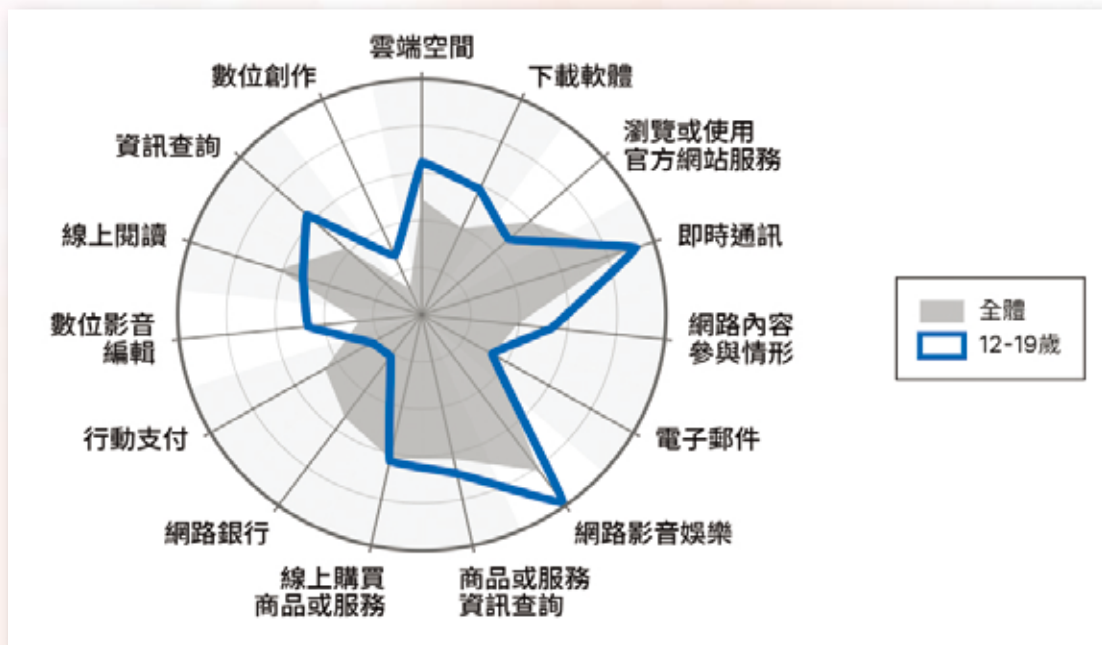 雲端空間
下載軟體
瀏覽或使用
官方網站服務
即時通訊
網路內容
參與情形
電子郵件
網路影音娛樂
商品或服務
資訊查詢
線上購買
商品或服務
網路銀行
行動支付
數位影音
編輯
線上閱讀
資訊查詢
數位創作
全體
12-19歲